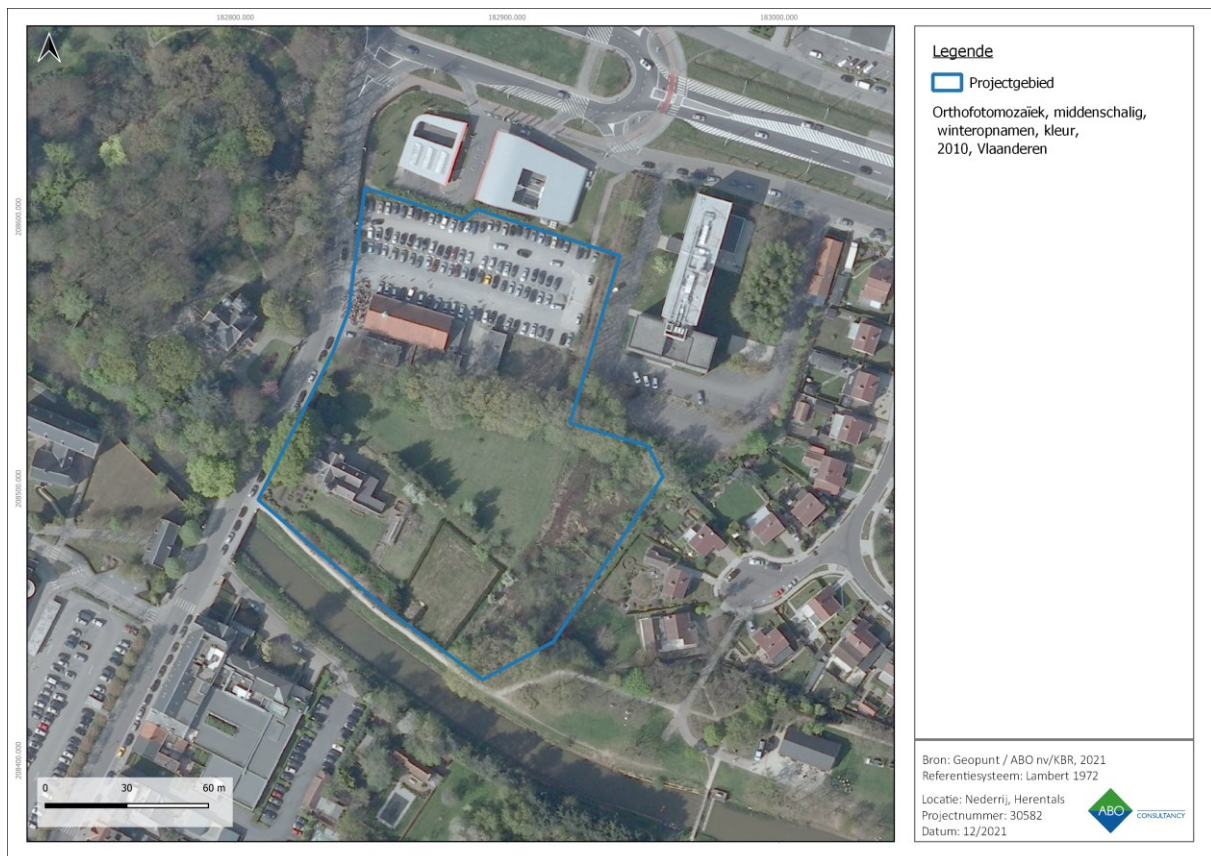 182800.000
182900.000
183000.000
208600.000
208500.000
208400.000
0
30
60 m
Legende
Projectgebied
Orthofotomozaïek, middenschalig,
winteropnamen, kleur,
2010, Vlaanderen
Bron: Geopunt / ABO nv/KBR, 2021
Referentiesysteem: Lambert 1972
Locatie: Nederrij, Herentals
Projectnummer: 30582
Datum: 12/2021
ABO
CONSULTANCY